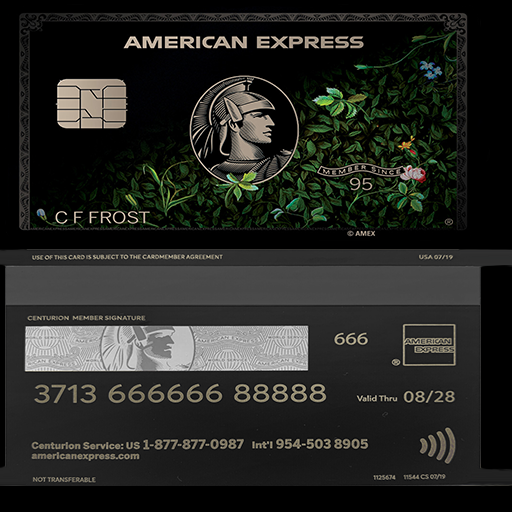 AMERICAN EXPRESS
MEMBER SINCE
95
C F FROST
®
© AMEX
USE OF THIS CARD IS SUBJECT TO THE CARDMEMBER AGREEMENT
USA 07/19
CENTURION MEMBER SIGNATURE
666
AMERICAN
EXPRESS
®
3713 666666 88888
Valid Thru 08/28
Centurion Service: US 1-877-877-0987 Int'l 954-503 8905
americanexpress.com
NOT TRANSFERABLE
1125674 11544 CS 07/19